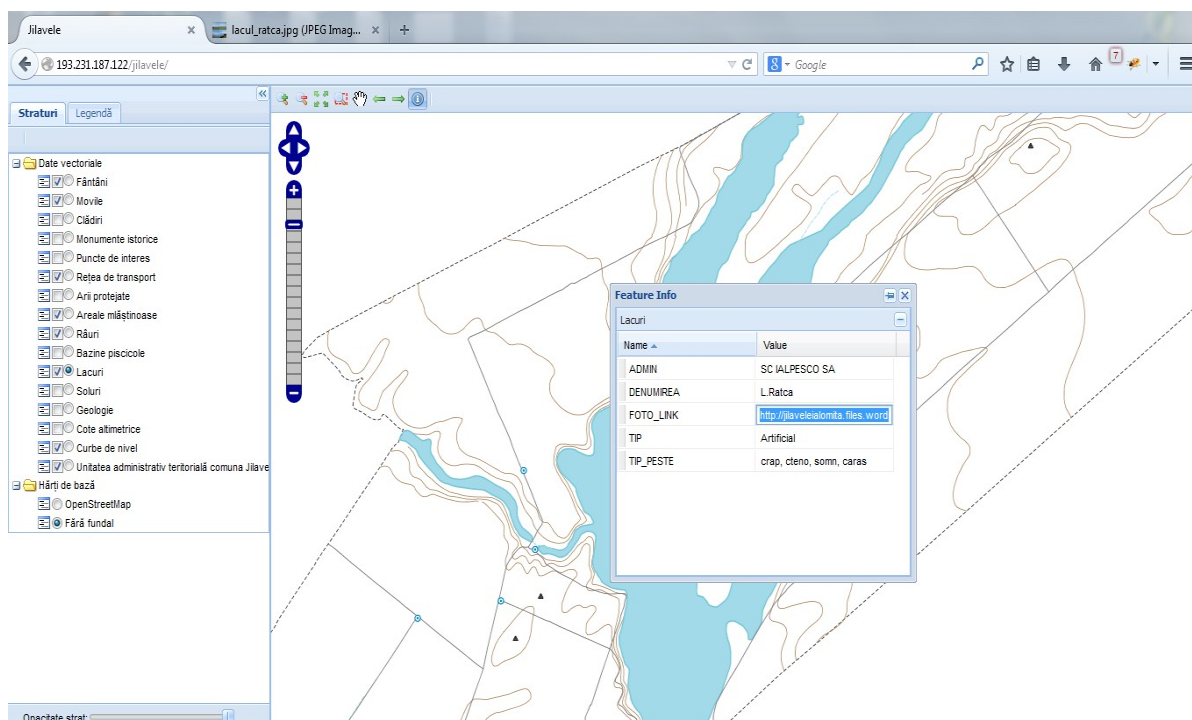 Jilavele
lacul_ratca.jpg (JPEG Imag...
193.231.187.122/jilavele/
Google
7
Straturi
Legendă
Date vectoriale
Fântâni
Movile
Clădiri
Monumente istorice
Puncte de interes
Rețea de transport
Arii protejate
Areale mlăștinoase
Râuri
Bazine piscicole
Lacuri
Soluri
Geologie
Cote altimetrice
Curbe de nivel
Unitatea administrativ teritorială comuna Jilave
Hărți de bază
OpenStreetMap
Fără fundal
Opacitate strat:
Feature Info
Lacuri
Name Value
ADMIN SC IALPESCO SA
DENUMIREA L.Ratca
FOTO_LINK http://jilaveleialomita.files.word
TIP Artificial
TIP_PESTE crap, cteno, somn, caras